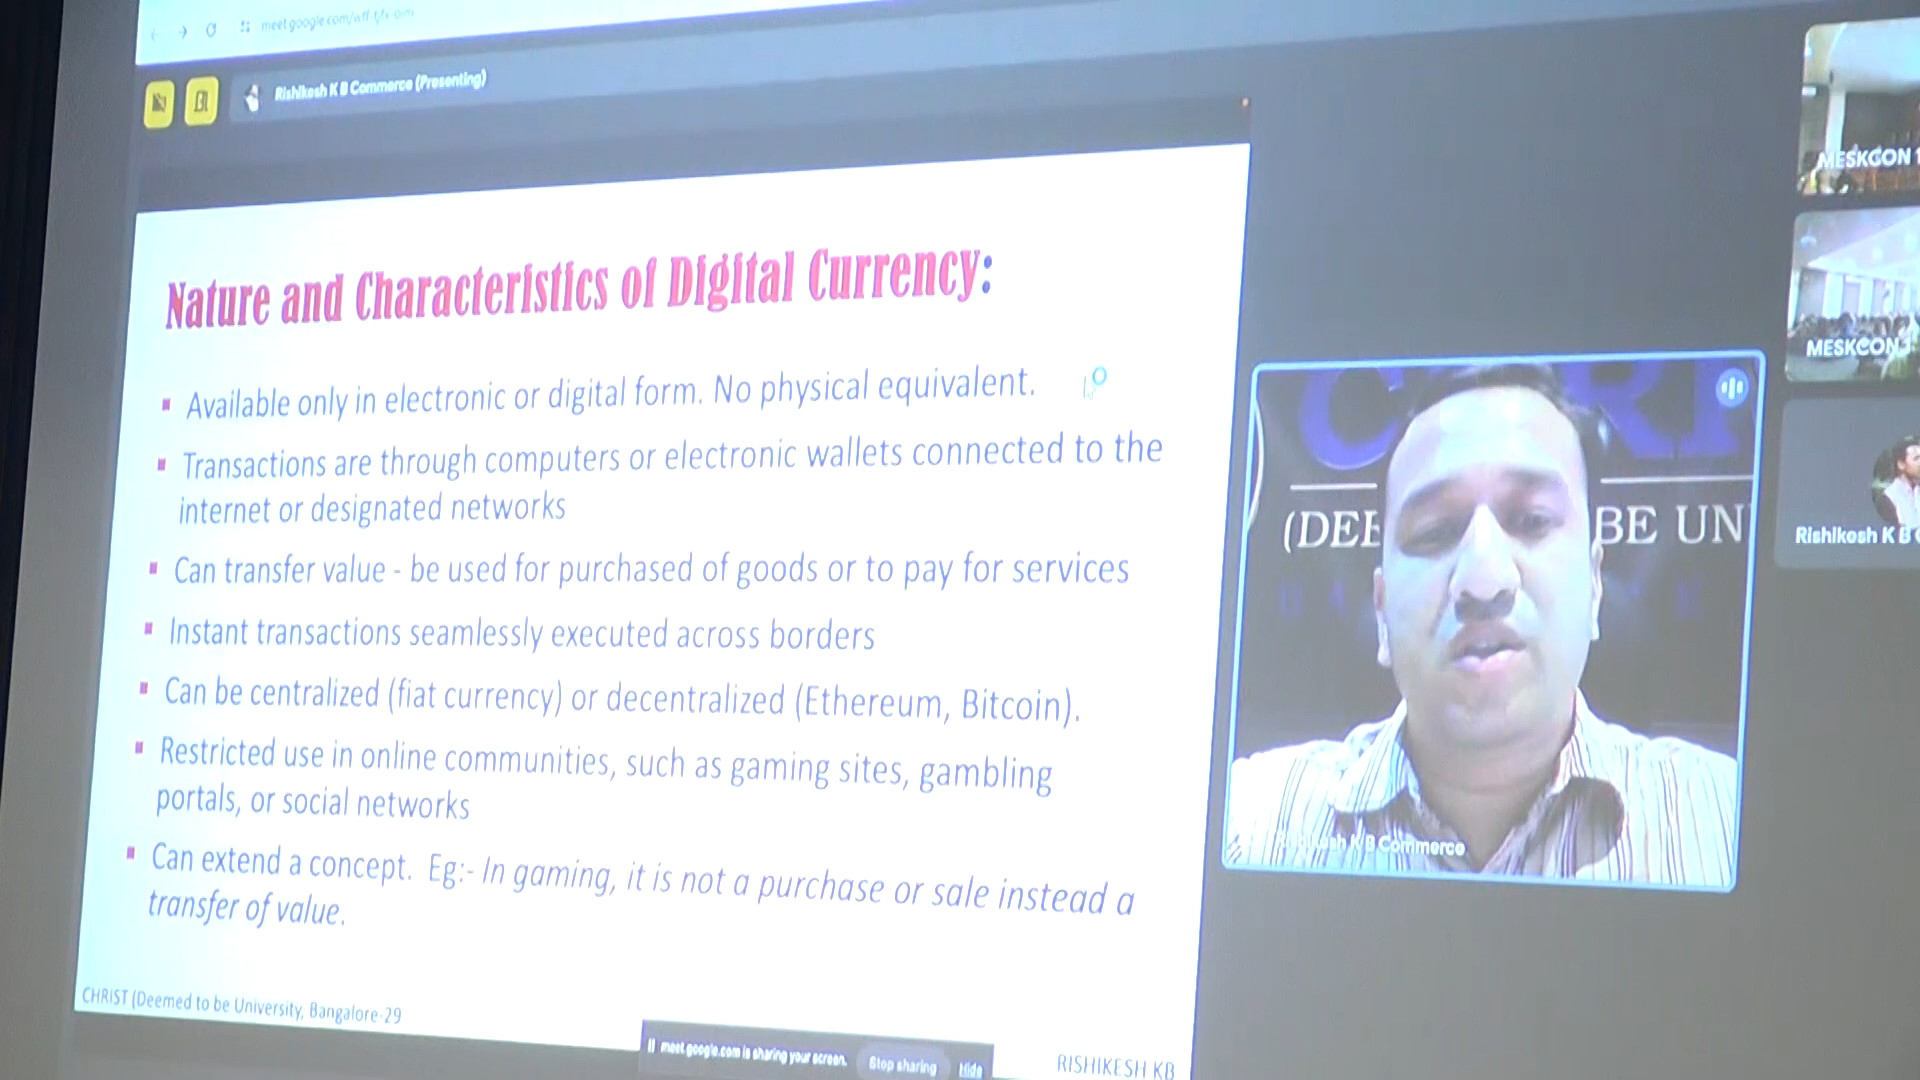 meet.google.com/
Rishikesh K B Commerce (Presenting)
Nature and Characteristics of Digital Currency:
Available only in electronic or digital form. No physical equivalent.
Transactions are through computers or electronic wallets connected to the
internet or designated networks
Can transfer value - be used for purchased of goods or to pay for services
Instant transactions seamlessly executed across borders
Can be centralized (fiat currency) or decentralized (Ethereum, Bitcoin).
Restricted use in online communities, such as gaming sites, gambling
portals, or social networks
Can extend a concept. Eg:- In gaming, it is not a purchase or sale instead a
transfer of value.
CHRIST (Deemed to be University, Bangalore-29
RISHIKESH KB
meet.google.com is sharing your screen.
Stop sharing
Hide
(DEE BE UN
Rishikesh K B Commerce
MESKCON 1
MESKCON 1
Rishikesh K B